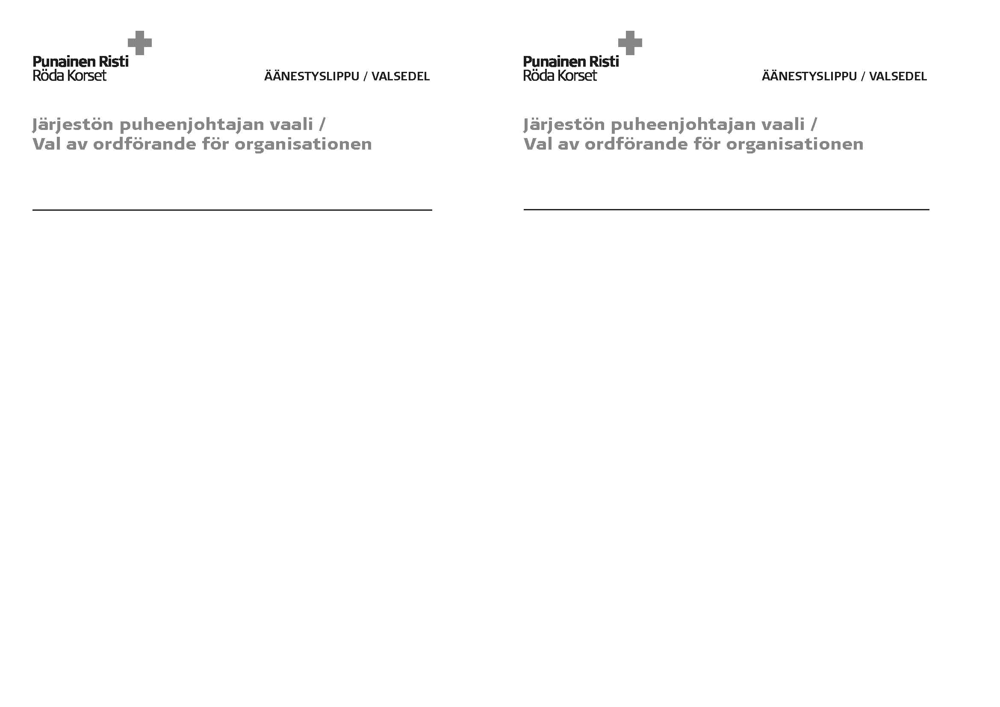 Punainen Risti
Röda Korset
ÄÄNESTYSLIPPU / VALSEDEL
Järjestön puheenjohtajan vaali /
Val av ordförande för organisationen
Punainen Risti
Röda Korset
ÄÄNESTYSLIPPU / VALSEDEL
Järjestön puheenjohtajan vaali /
Val av ordförande för organisationen